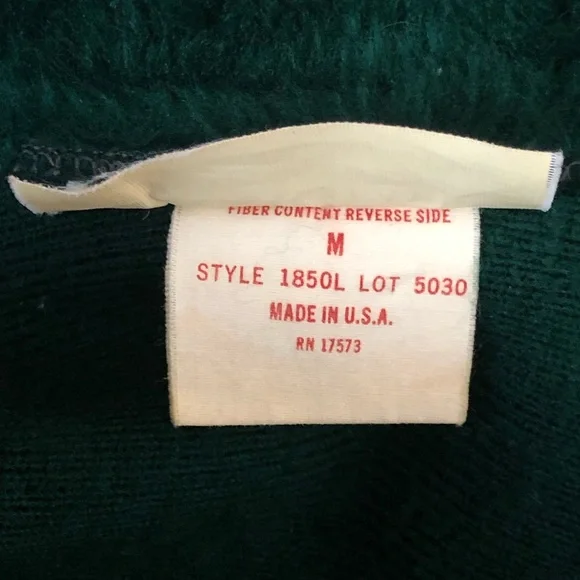 FIBER CONTENT REVERSE SIDE
M
STYLE 1850L LOT 5030
MADE IN U.S.A.
RN 17573